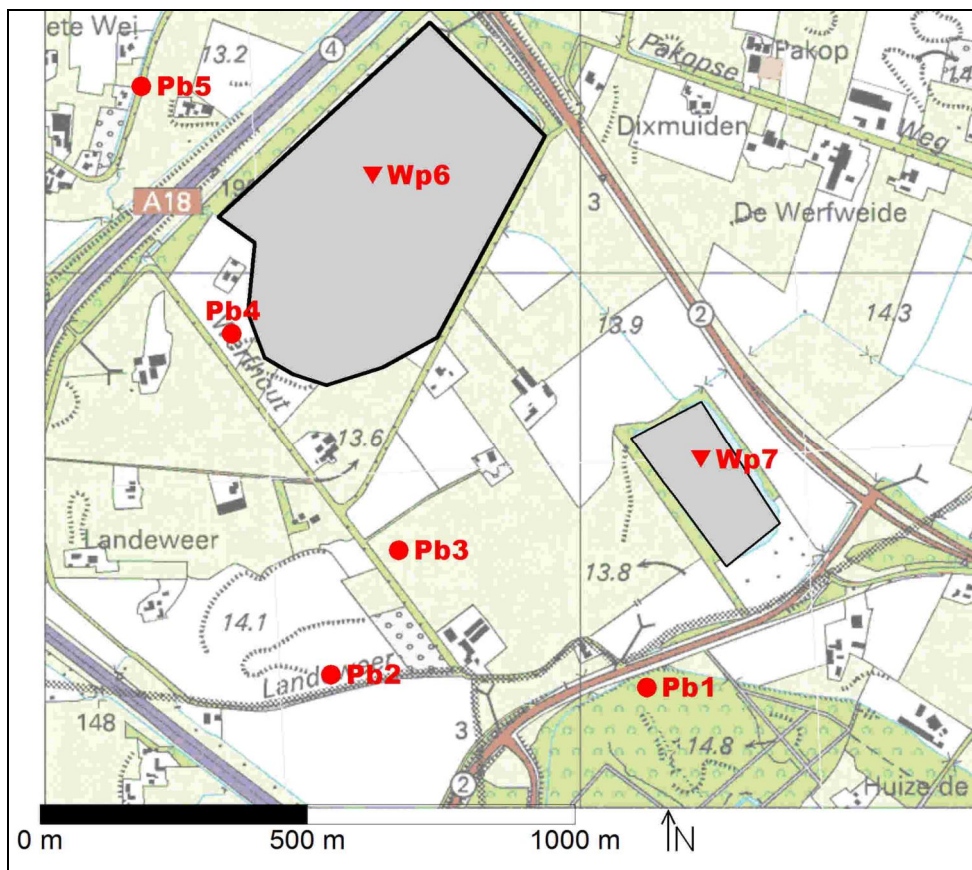 ete Wei
13.2
4
Pakop
Pb5
Pakopse
Weg
Dixmuiden
Wp6
3
A18
De Werfweide
Pb4
Werfhout
13.9
2
14.3
13.6
Wp7
Landeweer
Pb3
13.8
14.1
Landeweer
Pb2
Pb1
148
3
14.8
2
Huize de
0 m
500 m
1000 m
N